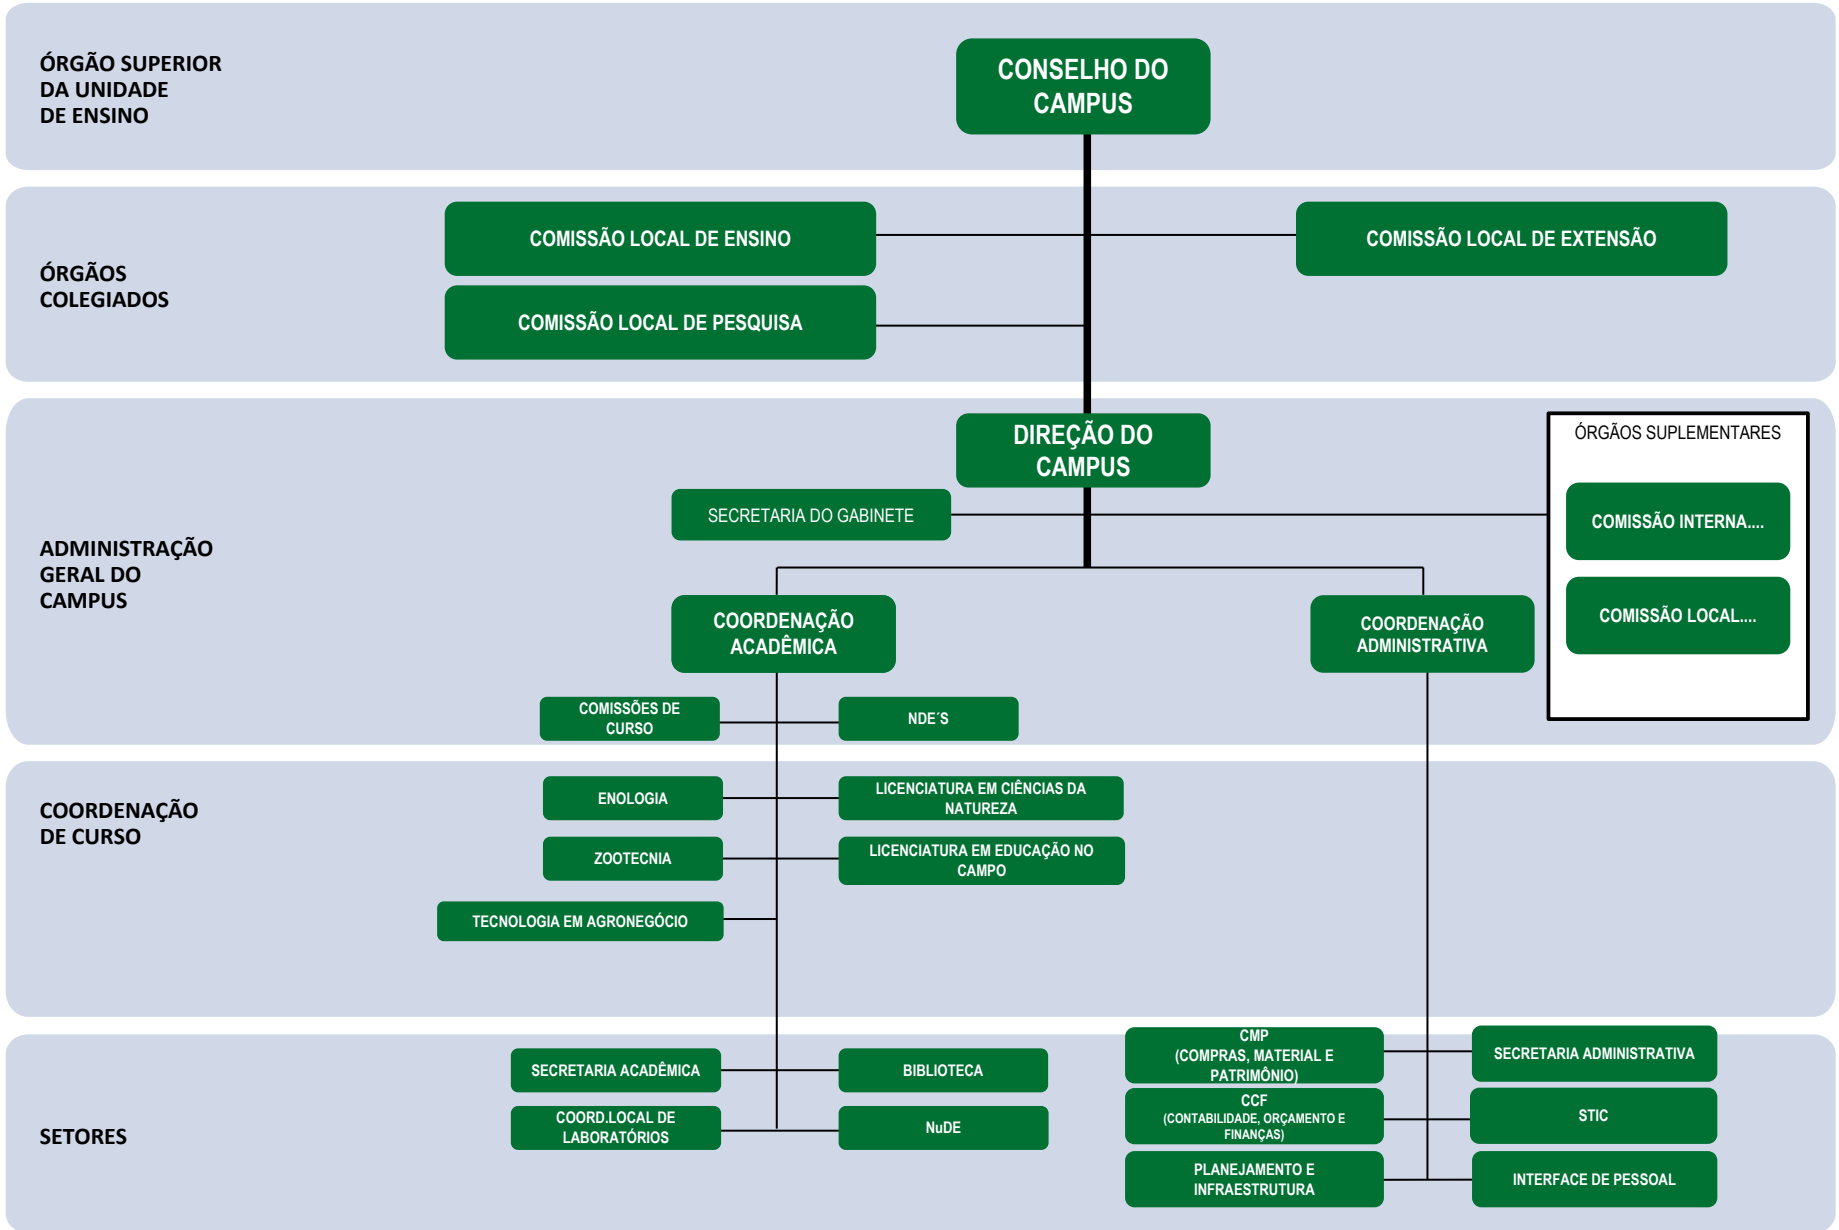 ÓRGÃO SUPERIOR
DA UNIDADE
DE ENSINO
CONSELHO DO
CAMPUS
ÓRGÃOS
COLEGIADOS
COMISSÃO LOCAL DE ENSINO
COMISSÃO LOCAL DE EXTENSÃO
COMISSÃO LOCAL DE PESQUISA
ADMINISTRAÇÃO
GERAL DO
CAMPUS
DIREÇÃO DO
CAMPUS
SECRETARIA DO GABINETE
ÓRGÃOS SUPLEMENTARES
COMISSÃO INTERNA....
COMISSÃO LOCAL....
COORDENAÇÃO
ACADÊMICA
COORDENAÇÃO
ADMINISTRATIVA
COMISSÕES DE
CURSO
NDE´S
COORDENAÇÃO
DE CURSO
ENOLOGIA
LICENCIATURA EM CIÊNCIAS DA
NATUREZA
ZOOTECNIA
LICENCIATURA EM EDUCAÇÃO NO
CAMPO
TECNOLOGIA EM AGRONEGÓCIO
SETORES
SECRETARIA ACADÊMICA
BIBLIOTECA
COORD.LOCAL DE
LABORATÓRIOS
NuDE
CMP
(COMPRAS, MATERIAL E
PATRIMÔNIO)
SECRETARIA ADMINISTRATIVA
CCF
(CONTABILIDADE, ORÇAMENTO E
FINANÇAS)
STIC
PLANEJAMENTO E
INFRAESTRUTURA
INTERFACE DE PESSOAL